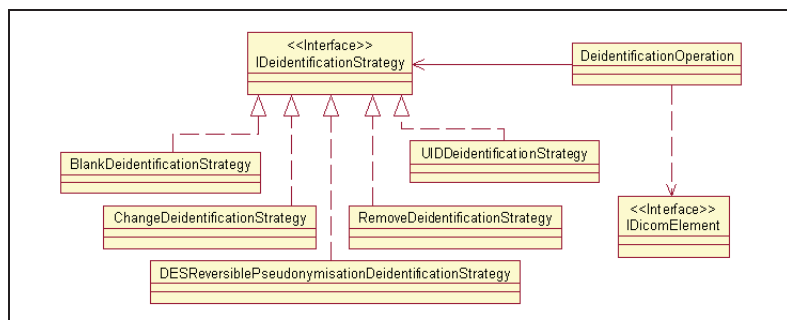 <<Interface>>
IDeidentificationStrategy
DeidentificationOperation
BlankDeidentificationStrategy
UIDDeidentificationStrategy
ChangeDeidentificationStrategy
RemoveDeidentificationStrategy
<<Interface>>
IDicomElement
DESReversiblePseudonymisationDeidentificationStrategy